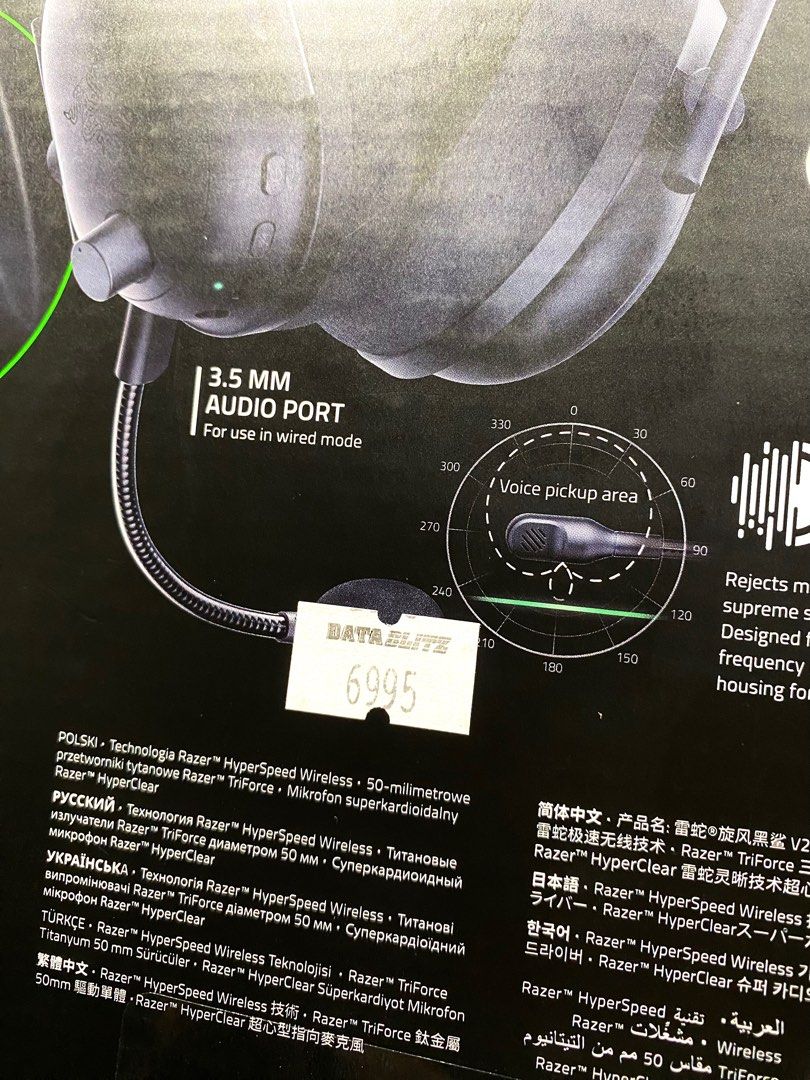 3.5 MM
AUDIO PORT
For use in wired mode
0
30
60
90
120
150
180
210
240
270
300
330
Voice pickup area
Rejects
supreme
Designed
frequency
housing
DATA BLITZ
6995
POLSKI • Technologia Razer™ HyperSpeed Wireless • 50-milimetrowe
przetworniki tytanowe Razer™ TriForce • Mikrofon superkardioidalny
Razer™ HyperClear
РУССКИЙ • Технология Razer™ HyperSpeed Wireless • Титановые
излучатели Razer™ TriForce диаметром 50 мм • Суперкардиоидный
микрофон Razer™ HyperClear
УКРАЇНСЬКА • Технологія Razer™ HyperSpeed Wireless • Титанові
випромінювачі Razer™ TriForce діаметром 50 мм • Суперкардіоїдний
мікрофон Razer™ HyperClear
TÜRKÇE • Razer™ HyperSpeed Wireless Teknolojisi • Razer™ TriForce
Titanyum 50 mm Sürücüler • Razer™ HyperClear Süperkardiyot Mikrofon
繁體中文 • Razer™ HyperSpeed Wireless 技術 • Razer™ TriForce 鈦金屬
50mm 驅動單體 • Razer™ HyperClear 超心型指向麥克風
简体中文 • 产品名: 雷蛇®旋风黑鲨 V2
雷蛇极速无线技术 • Razer™ TriForce 三
Razer™ HyperClear 雷蛇灵晰技术超心
日本語 • Razer™ HyperSpeed Wireless
ライバー • Razer™ HyperClearスーパー
한국어 • Razer™ HyperSpeed Wireless
드라이버 • Razer™ HyperClear 슈퍼 카디
العربية • تقنية Razer™ HyperSpeed
Wireless • مشغّلات Razer™
TriForce مقاس 50 مم من التيتانيوم
Razer™